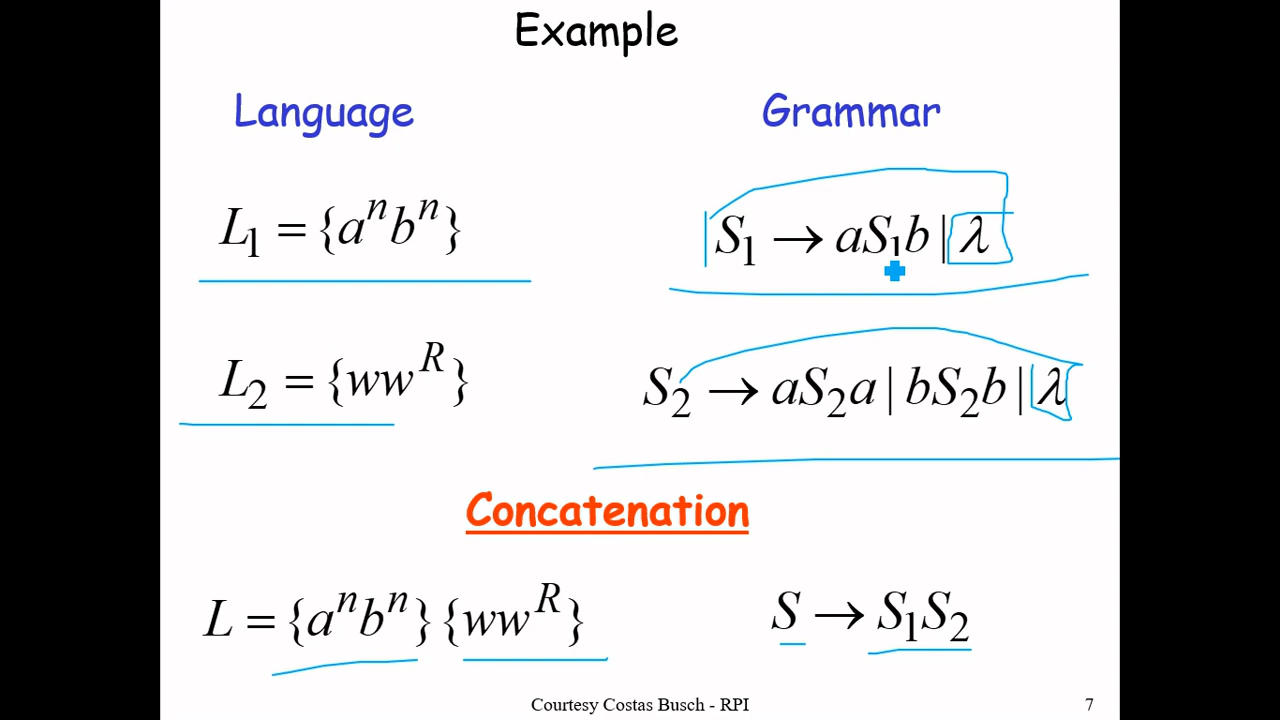 Example
Language Grammar
L₁ = {aⁿbⁿ} S₁ → aS₁b | λ
L₂ = {wwᴿ} S₂ → aS₂a | bS₂b | λ
Concatenation
L = {aⁿbⁿ} {wwᴿ} S → S₁S₂
Courtesy Costas Busch - RPI 7